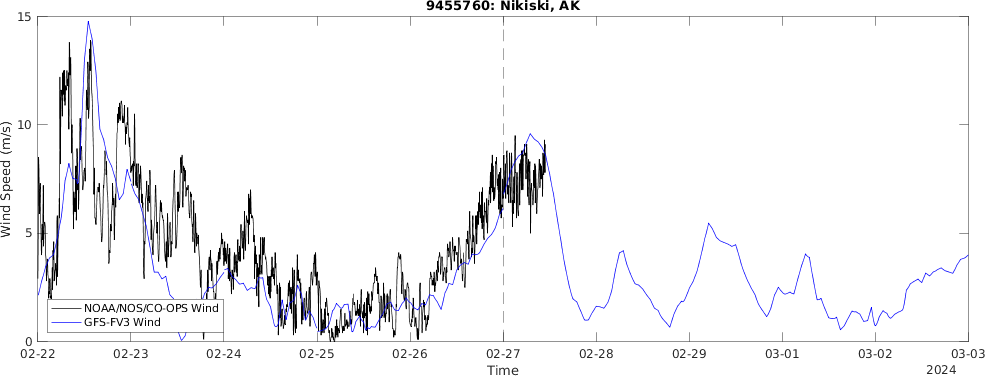 9455760: Nikiski, AK
15
10
5
0
Wind Speed (m/s)
NOAA/NOS/CO-OPS Wind
GFS-FV3 Wind
02-22 02-23 02-24 02-25 02-26 02-27 02-28 02-29 03-01 03-02 03-03
Time
2024